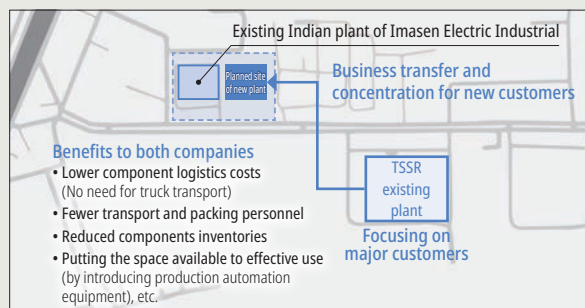 Existing Indian plant of Imasen Electric Industrial
Planned site
of new plant
Business transfer and
concentration for new customers
Benefits to both companies
• Lower component logistics costs
(No need for truck transport)
• Fewer transport and packing personnel
• Reduced components inventories
• Putting the space available to effective use
(by introducing production automation
equipment), etc.
TSSR
existing
plant
Focusing on
major customers